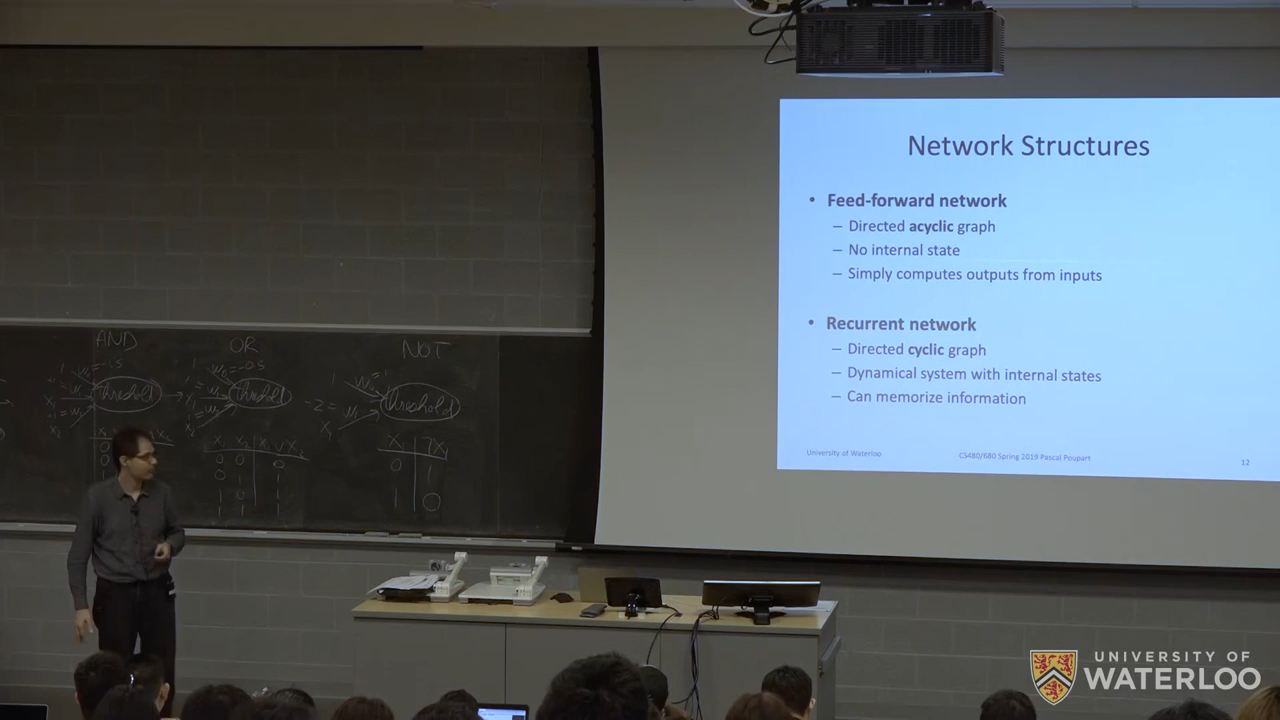 Network Structures
• Feed-forward network
– Directed acyclic graph
– No internal state
– Simply computes outputs from inputs
• Recurrent network
– Directed cyclic graph
– Dynamical system with internal states
– Can memorize information
University of Waterloo
CS480/680 Spring 2019 Pascal Poupart
12
AND
OR
NOT
threshold
threshold
threshold
UNIVERSITY OF
WATERLOO